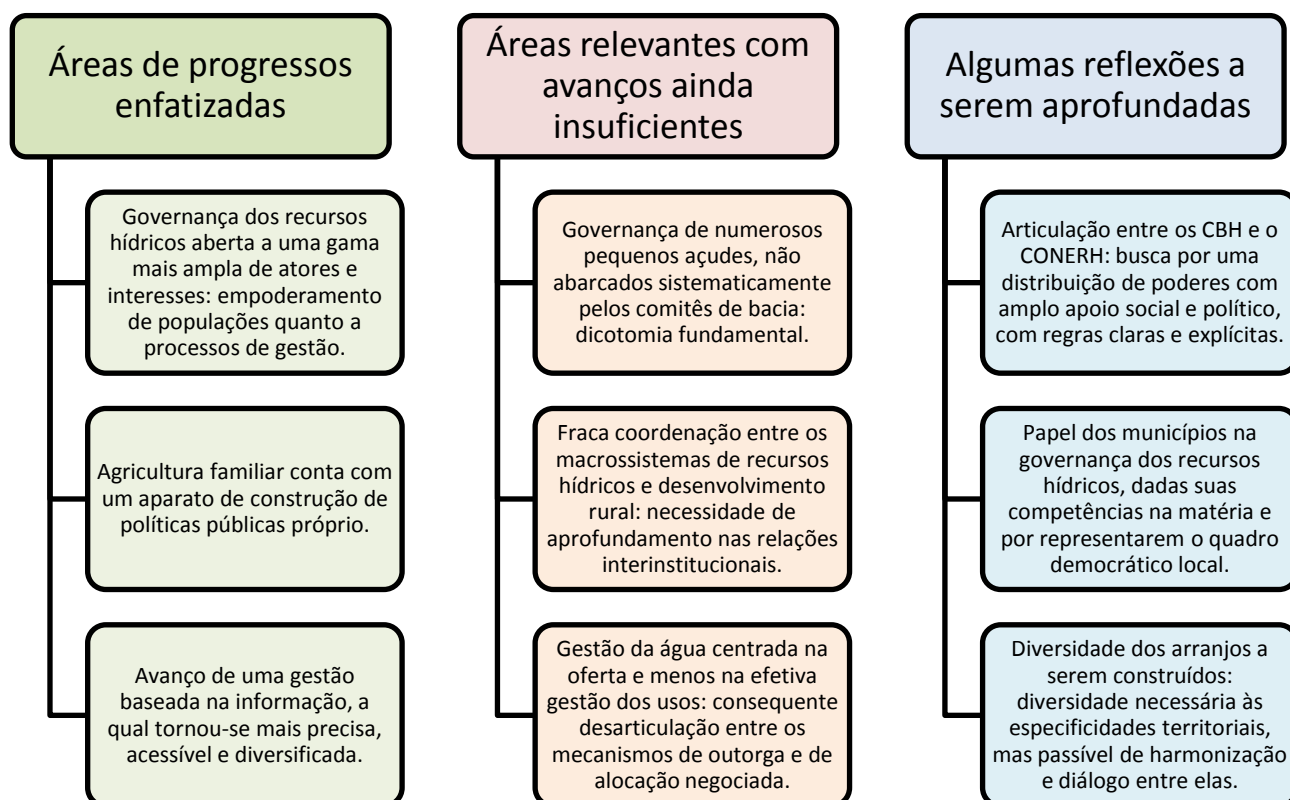 Áreas de progressos
enfatizadas
Governança dos recursos
hídricos aberta a uma gama
mais ampla de atores e
interesses: empoderamento
de populações quanto a
processos de gestão.
Agricultura familiar conta com
um aparato de construção de
políticas públicas próprio.
Avanço de uma gestão
baseada na informação, a
qual tornou-se mais precisa,
acessível e diversificada.
Áreas relevantes com
avanços ainda
insuficientes
Governança de numerosos
pequenos açudes, não
abarcados sistematicamente
pelos comitês de bacia:
dicotomia fundamental.
Fraca coordenação entre os
macrossistemas de recursos
hídricos e desenvolvimento
rural: necessidade de
aprofundamento nas relações
interinstitucionais.
Gestão da água centrada na
oferta e menos na efetiva
gestão dos usos: consequente
desarticulação entre os
mecanismos de outorga e de
alocação negociada.
Algumas reflexões a
serem aprofundadas
Articulação entre os CBH e o
CONERH: busca por uma
distribuição de poderes com
amplo apoio social e político,
com regras claras e explícitas.
Papel dos municípios na
governança dos recursos
hídricos, dadas suas
competências na matéria e
por representarem o quadro
democrático local.
Diversidade dos arranjos a
serem construídos:
diversidade necessária às
especificidades territoriais,
mas passível de harmonização
e diálogo entre elas.